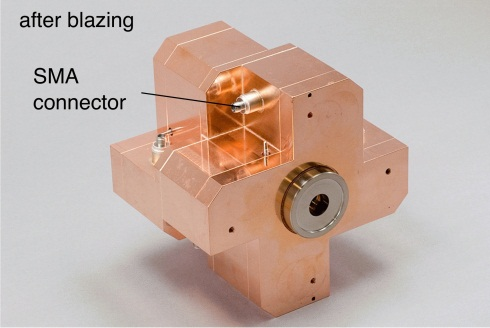 after blazing
SMA
connector